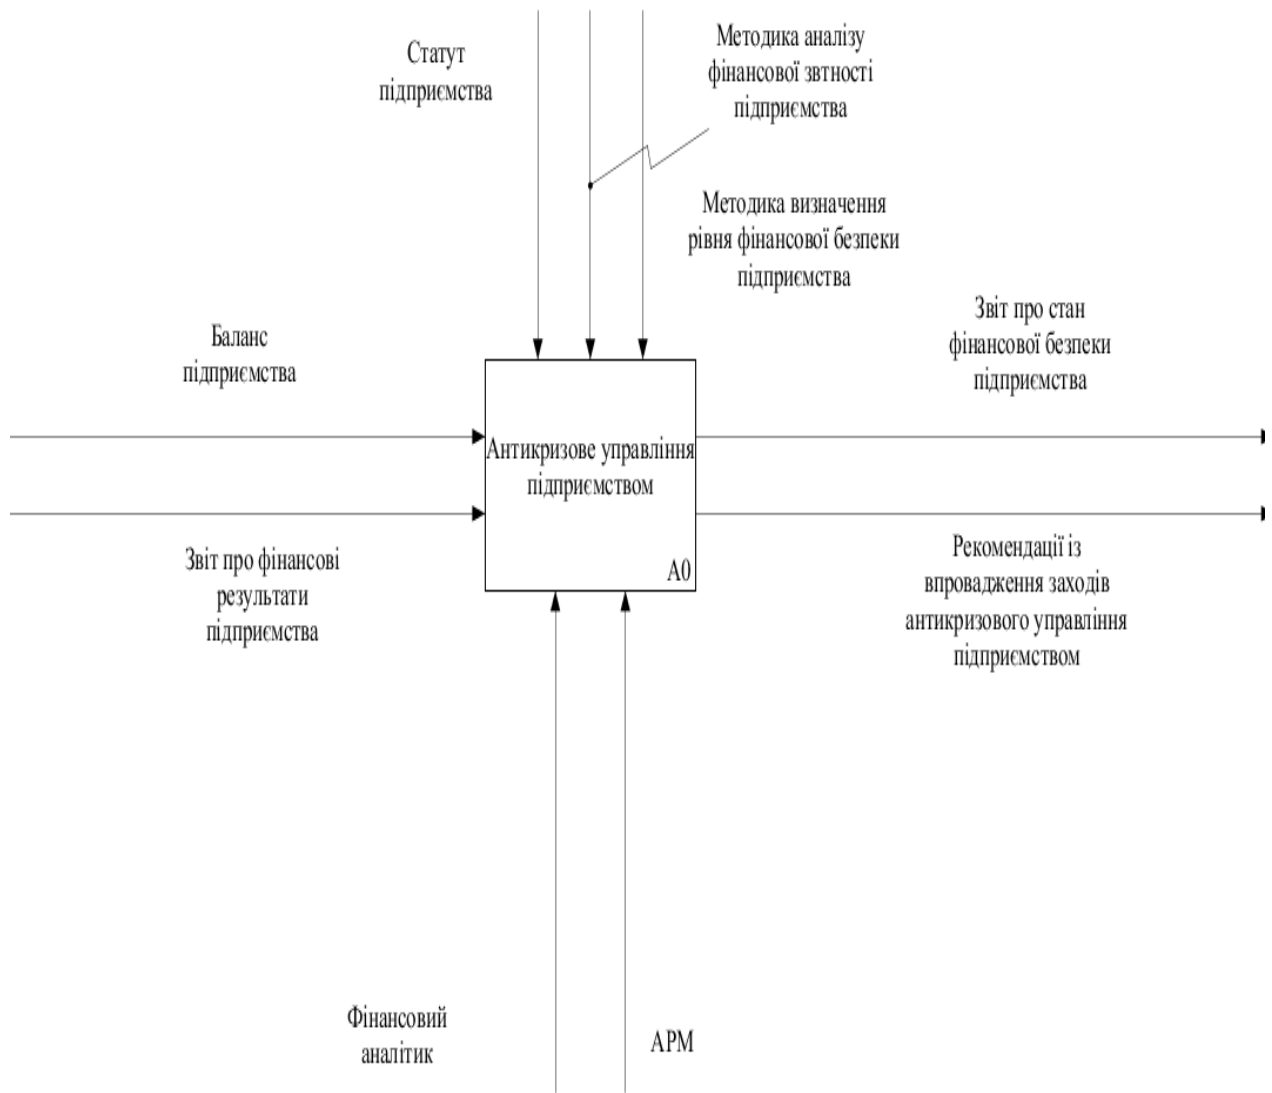 Статут
підприємства
Методика аналізу
фінансової звтності
підприємства
Методика визначення
рівня фінансової безпеки
підприємства
Баланс
підприємства
Звіт про стан
фінансової безпеки
підприємства
Антикризове управління
підприємством
А0
Звіт про фінансові
результати
підприємства
Рекомендації із
впровадження заходів
антикризового управління
підприємством
Фінансовий
аналітик
АРМ